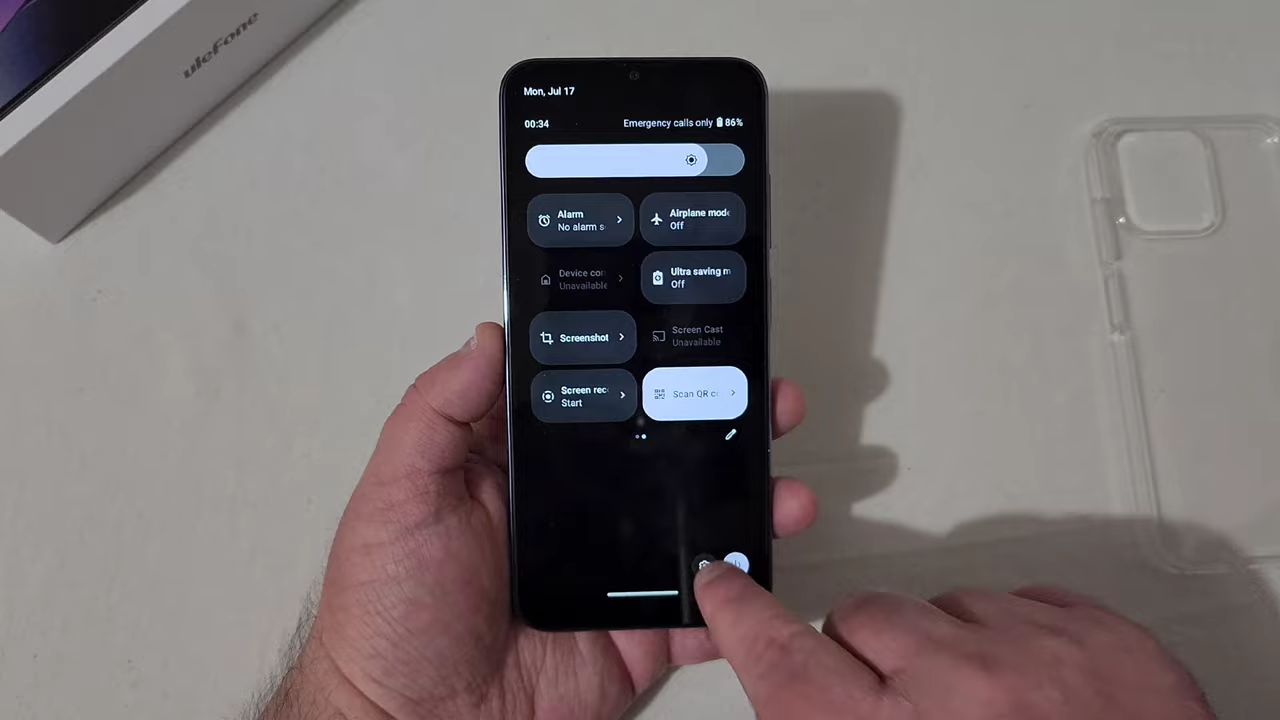 ulefone
Mon, Jul 17
00:34
Emergency calls only 86%
Alarm
No alarm s
Airplane mod
Off
Device con
Unavailable
Ultra saving m
Off
Screenshot
Screen Cast
Unavailable
Screen rec
Start
Scan QR c